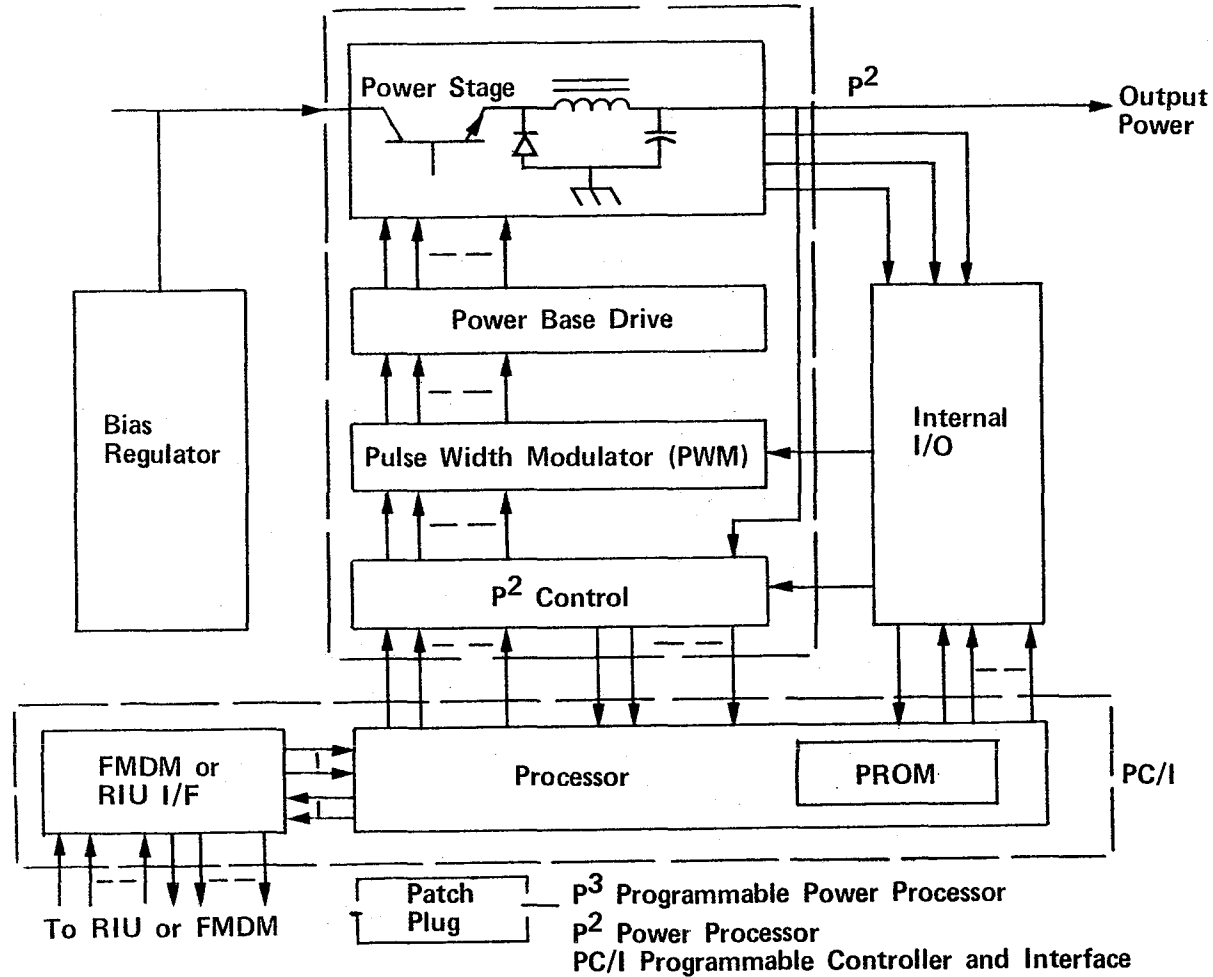 Power Stage
P²
Output
Power
Power Base Drive
Bias
Regulator
Pulse Width Modulator (PWM)
Internal
I/O
P² Control
FMDM or
RIU I/F
Processor
PROM
PC/I
To RIU or FMDM
Patch
Plug
P³ Programmable Power Processor
P² Power Processor
PC/I Programmable Controller and Interface